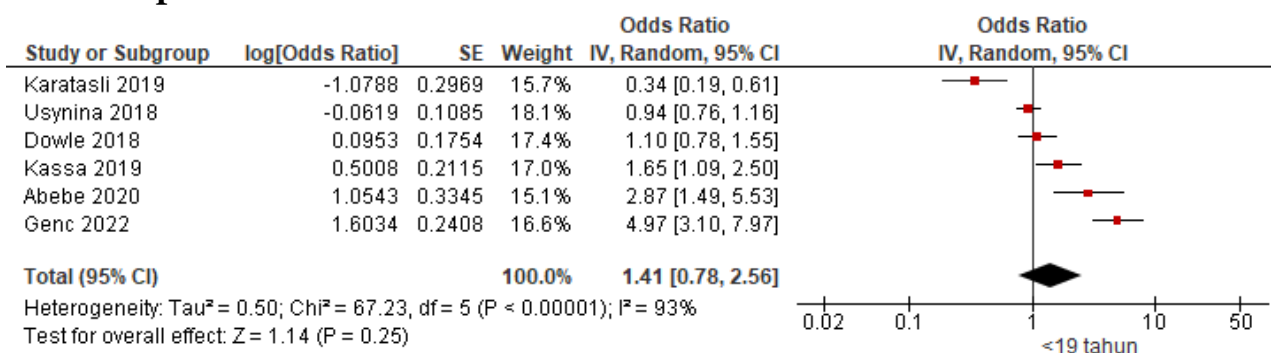 Odds Ratio Odds Ratio
Study or Subgroup log[Odds Ratio] SE Weight IV, Random, 95% CI IV, Random, 95% CI
Karatasli 2019 -1.0788 0.2969 15.7% 0.34 [0.19, 0.61]
Usynina 2018 -0.0619 0.1085 18.1% 0.94 [0.76, 1.16]
Dowle 2018 0.0953 0.1754 17.4% 1.10 [0.78, 1.55]
Kassa 2019 0.5008 0.2115 17.0% 1.65 [1.09, 2.50]
Abebe 2020 1.0543 0.3345 15.1% 2.87 [1.49, 5.53]
Genc 2022 1.6034 0.2408 16.6% 4.97 [3.10, 7.97]
Total (95% CI) 100.0% 1.41 [0.78, 2.56]
Heterogeneity: Tau² = 0.50; Chi² = 67.23, df = 5 (P < 0.00001); I² = 93%
Test for overall effect: Z = 1.14 (P = 0.25)
0.02 0.1 1 10 50
<19 tahun